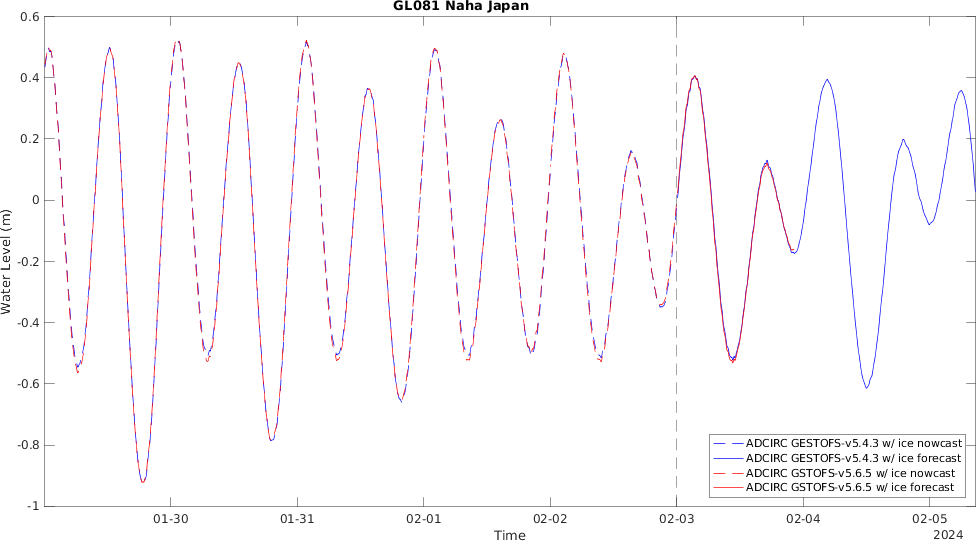 GL081 Naha Japan
0.6
0.4
0.2
0
-0.2
-0.4
-0.6
-0.8
-1
Water Level (m)
01-30
01-31
02-01
02-02
02-03
02-04
02-05
Time
2024
ADCIRC GESTOFS-v5.4.3 w/ ice nowcast
ADCIRC GESTOFS-v5.4.3 w/ ice forecast
ADCIRC GSTOFS-v5.6.5 w/ ice nowcast
ADCIRC GSTOFS-v5.6.5 w/ ice forecast